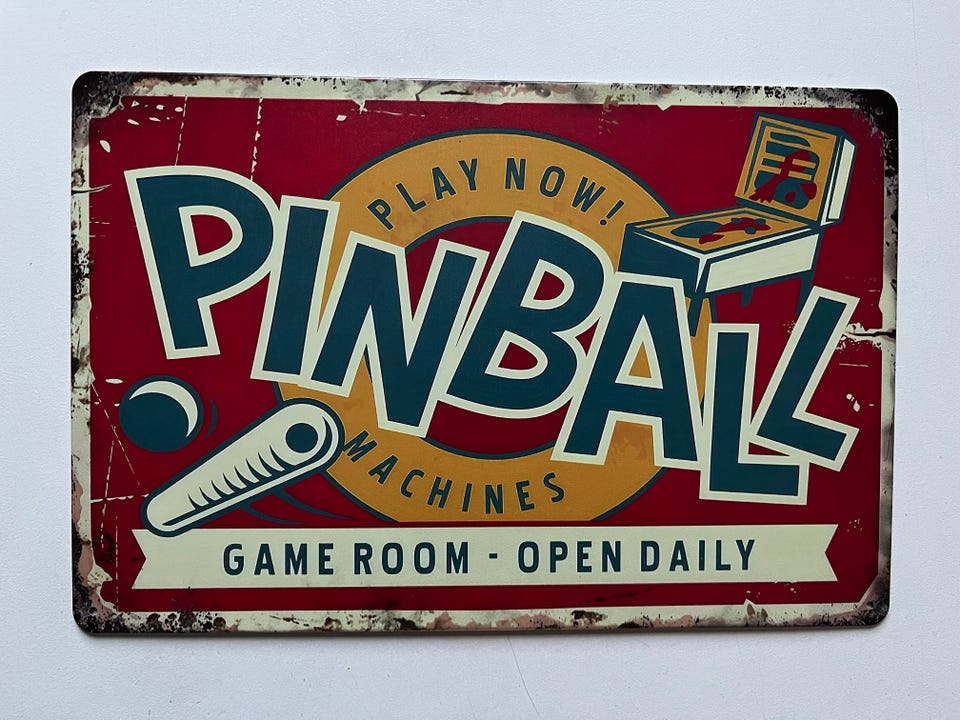 PLAY NOW!
PINBALL
MACHINES
GAME ROOM - OPEN DAILY